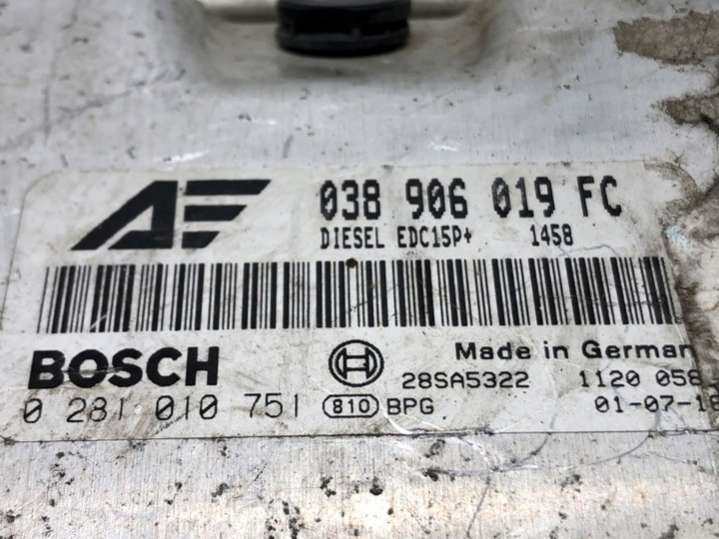 AE 038 906 019 FC
DIESEL EDC15P+ 1458
BOSCH Made in German
28SA5322 1120 058
0 281 010 751 810 BPG 01-07-1